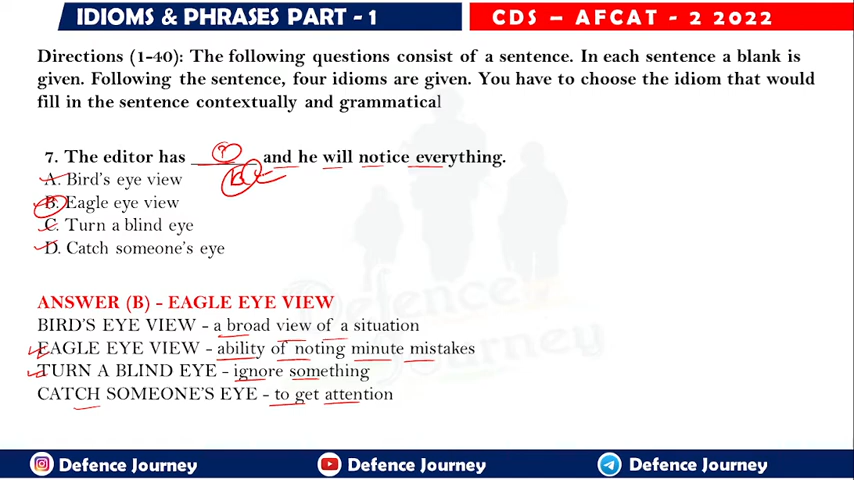 IDIOMS & PHRASES PART - 1
CDS – AFCAT - 2 2022
Directions (1-40): The following questions consist of a sentence. In each sentence a blank is
given. Following the sentence, four idioms are given. You have to choose the idiom that would
fill in the sentence contextually and grammatical
7. The editor has ________ and he will notice everything.
A. Bird's eye view
B. Eagle eye view
C. Turn a blind eye
D. Catch someone's eye
ANSWER (B) - EAGLE EYE VIEW
BIRD'S EYE VIEW - a broad view of a situation
EAGLE EYE VIEW - ability of noting minute mistakes
TURN A BLIND EYE - ignore something
CATCH SOMEONE'S EYE - to get attention
Defence
Journey
Defence Journey
Defence Journey
Defence Journey